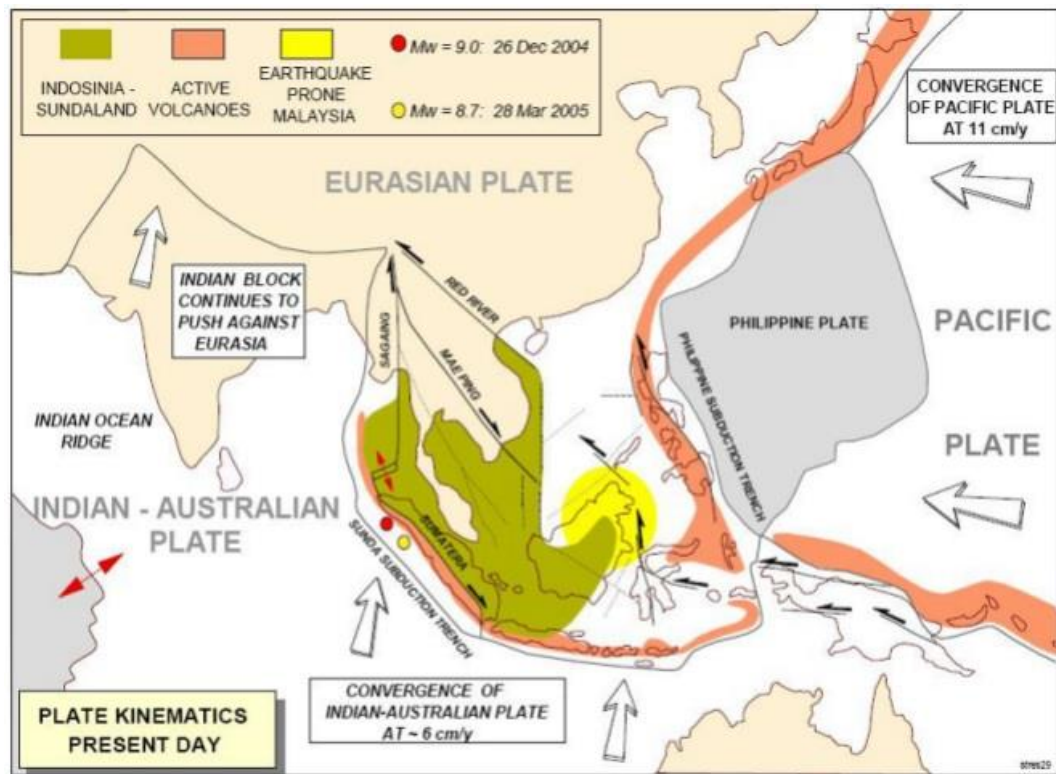 INDOSINIA -
SUNDALAND
ACTIVE
VOLCANOES
EARTHQUAKE
PRONE
MALAYSIA
Mw = 9.0: 26 Dec 2004
Mw = 8.7: 28 Mar 2005
CONVERGENCE
OF PACIFIC PLATE
AT 11 cm/y
EURASIAN PLATE
INDIAN BLOCK
CONTINUES TO
PUSH AGAINST
EURASIA
RED RIVER
SAGAING
MAE PING
PHILIPPINE PLATE
PHILIPPINE SUBDUCTION TRENCH
PACIFIC
PLATE
INDIAN OCEAN
RIDGE
INDIAN - AUSTRALIAN
PLATE
SUMATERA
SUNDA SUBDUCTION TRENCH
CONVERGENCE OF
INDIAN-AUSTRALIAN PLATE
AT ~ 6 cm/y
PLATE KINEMATICS
PRESENT DAY
stres29